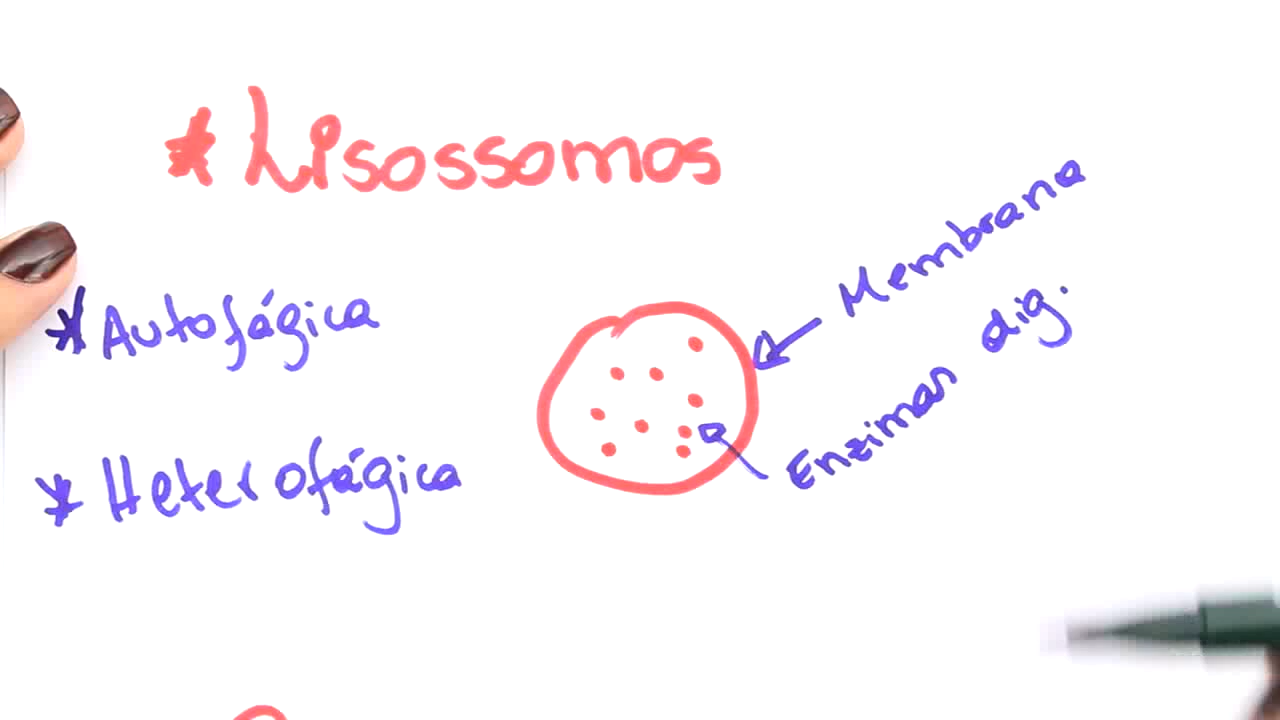 * Lisossomos
* Autofágica
* Heterofágica
Membrana
Enzimas dig.